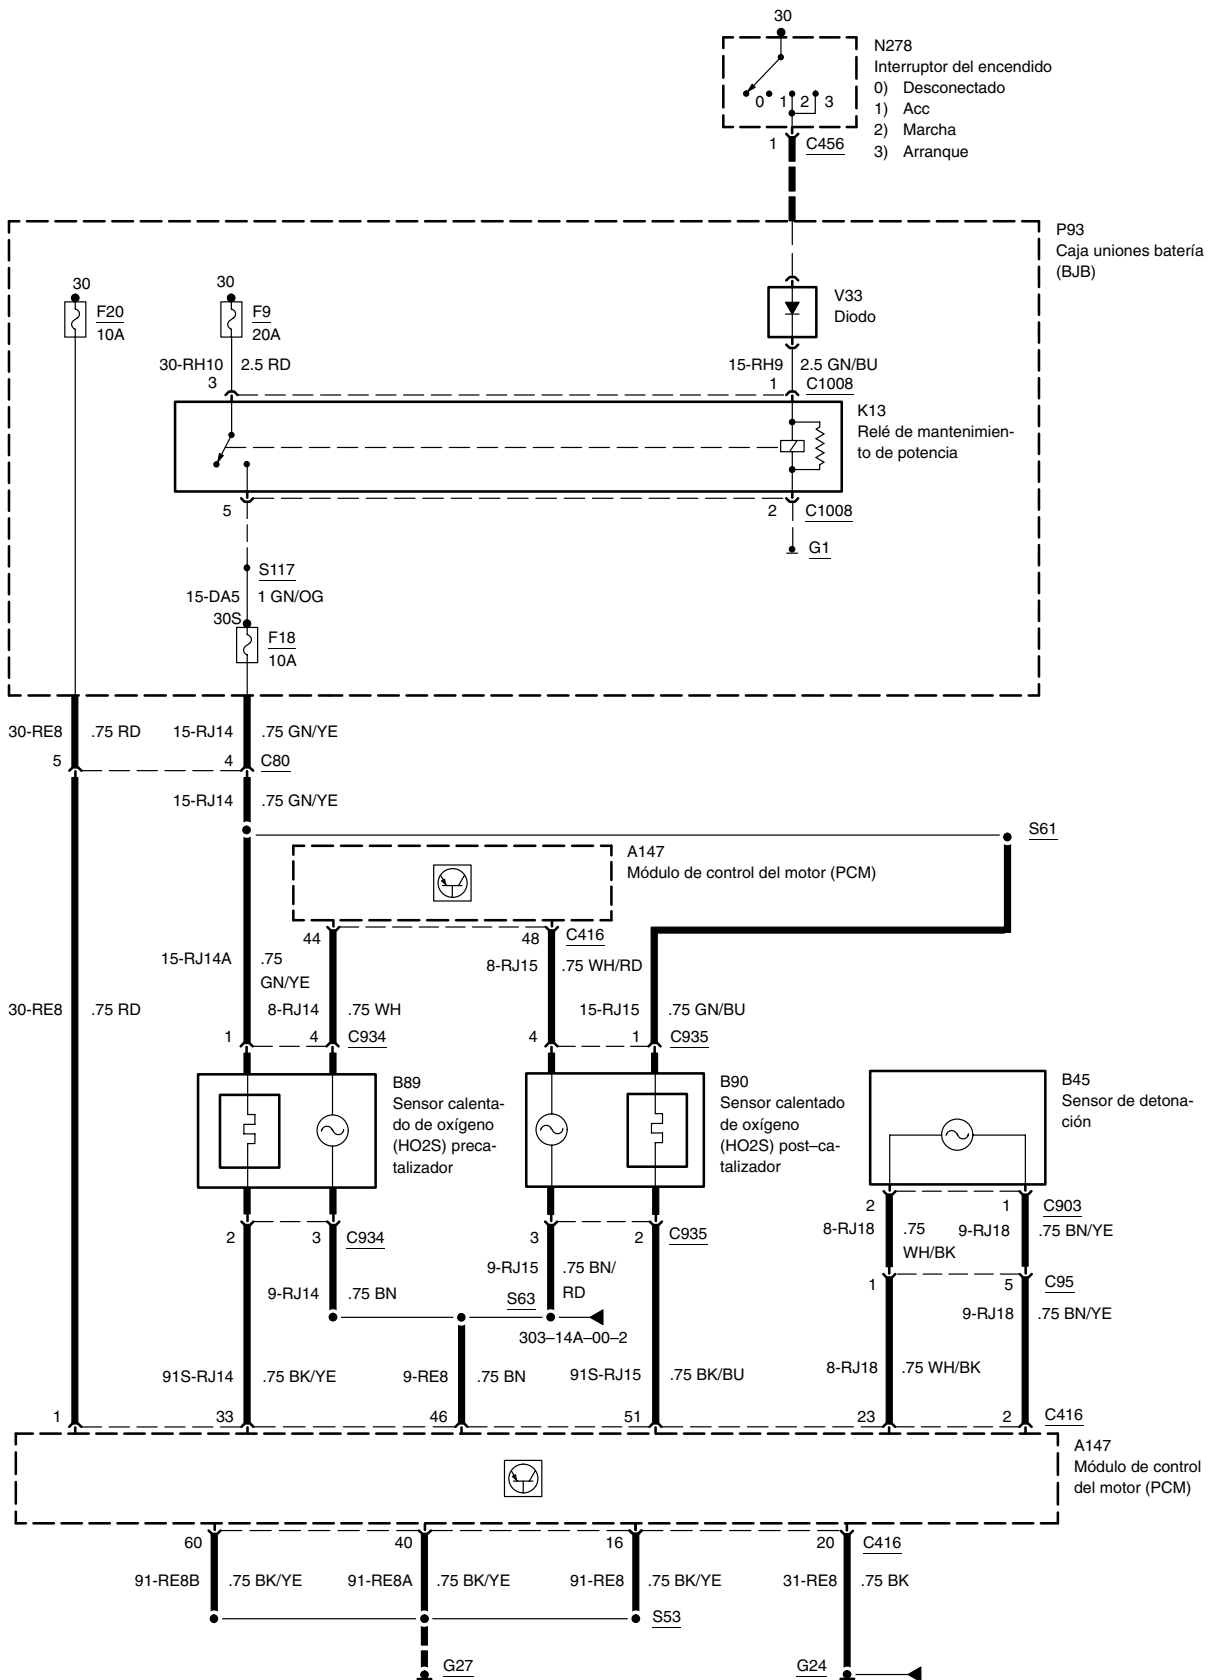 30
N278
Interruptor del encendido
0) Desconectado
1) Acc
2) Marcha
3) Arranque
0 1 2 3
1 C456
P93
Caja uniones batería
(BJB)
30 30
F20
10A
F9
20A
V33
Diodo
30-RH10 2.5 RD
15-RH9 2.5 GN/BU
3 1 C1008
K13
Relé de mantenimien-
to de potencia
5 2 C1008
G1
S117
15-DA5 1 GN/OG
30S
F18
10A
30-RE8 .75 RD 15-RJ14 .75 GN/YE
5 4 C80
15-RJ14 .75 GN/YE
S61
A147
Módulo de control del motor (PCM)
44 48 C416
15-RJ14A .75
GN/YE
8-RJ15 .75 WH/RD
30-RE8 .75 RD 8-RJ14 .75 WH 15-RJ15 .75 GN/BU
1 4 C934 4 1 C935
B89
Sensor calenta-
do de oxígeno
(HO2S) preca-
talizador
B90
Sensor calentado
de oxígeno
(HO2S) post–ca-
talizador
B45
Sensor de detona-
ción
2 3 C934 3 2 C935
2 1 C903
8-RJ18 .75
WH/BK
9-RJ18 .75 BN/YE
9-RJ15 .75 BN/
RD
9-RJ14 .75 BN
1 5 C95
S63
9-RJ18 .75 BN/YE
303–14A–00–2
91S-RJ14 .75 BK/YE 9-RE8 .75 BN 91S-RJ15 .75 BK/BU 8-RJ18 .75 WH/BK
1 33 46 51 23 2 C416
A147
Módulo de control
del motor (PCM)
60 40 16 20 C416
91-RE8B .75 BK/YE 91-RE8A .75 BK/YE 91-RE8 .75 BK/YE 31-RE8 .75 BK
S53
G27 G24